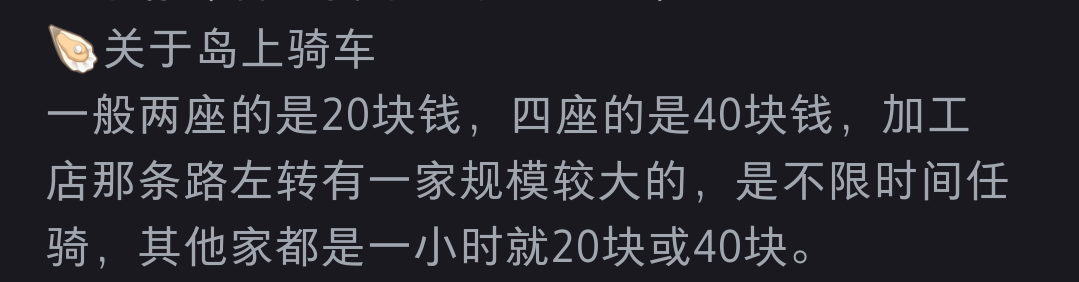 🦪关于岛上骑车
一般两座的是20块钱，四座的是40块钱，加工
店那条路左转有一家规模较大的，是不限时间任
骑，其他家都是一小时就20块或40块。